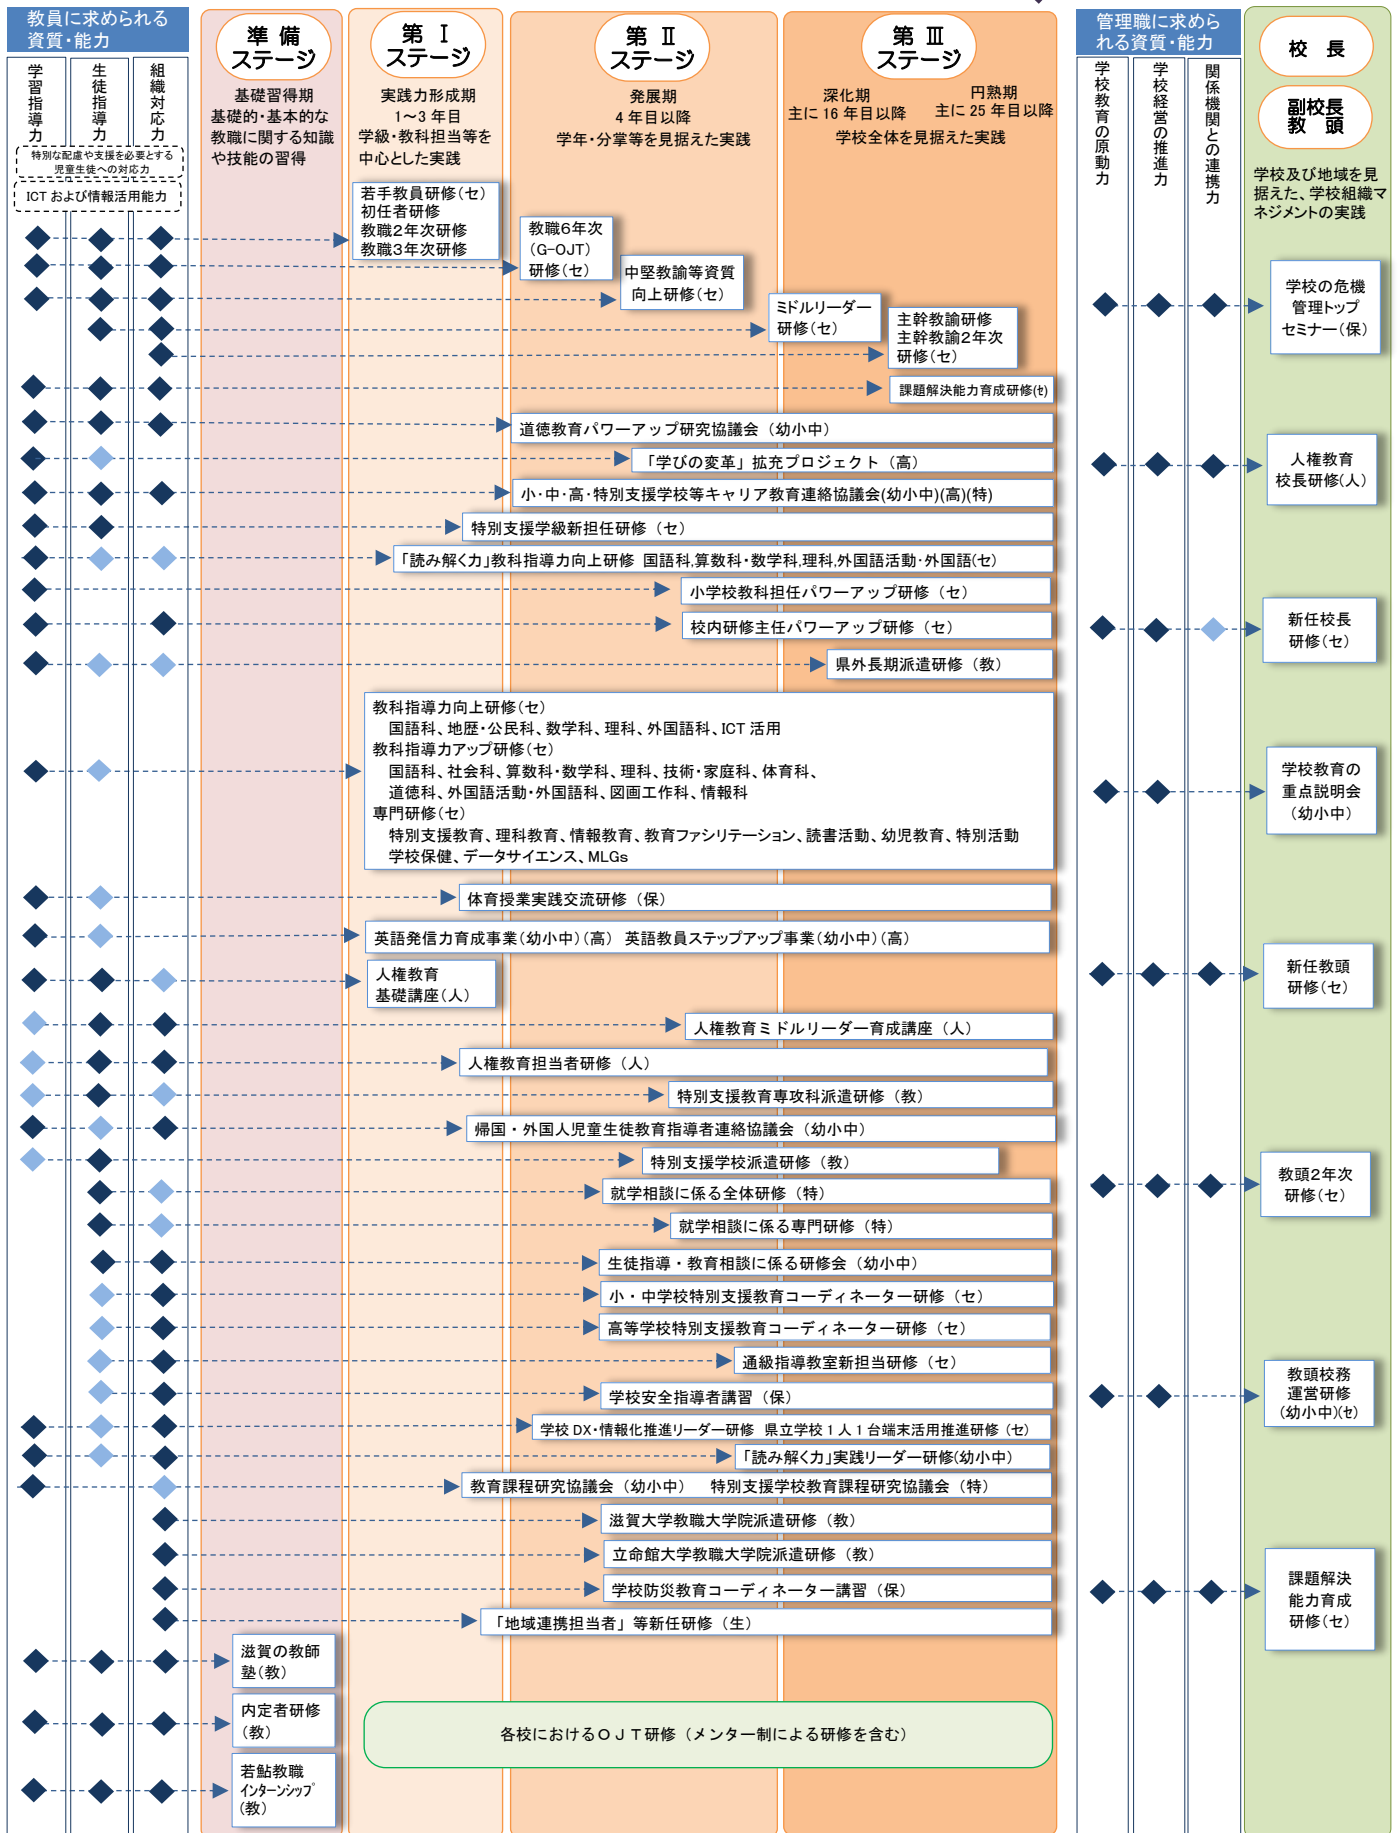 教員に求められる
資質・能力
学習指導力
生徒指導力
組織対応力
特別な配慮や支援を必要とする
児童生徒への対応力
ICT および情報活用能力
準 備
ステージ
基礎習得期
基礎的・基本的な
教職に関する知識
や技能の習得
第 Ⅰ
ステージ
実践力形成期
1～3 年目
学級・教科担当等を
中心とした実践
第 Ⅱ
ステージ
発展期
4 年目以降
学年・分掌等を見据えた実践
第 Ⅲ
ステージ
深化期
主に 16 年目以降
円熟期
主に 25 年目以降
学校全体を見据えた実践
管理職に求めら
れる資質・能力
学校教育の原動力
学校経営の推進力
関係機関との連携力
校 長
副校長
教 頭
学校及び地域を見
据えた、学校組織マ
ネジメントの実践
若手教員研修(セ)
初任者研修
教職2年次研修
教職3年次研修
教職6年次
(G-OJT)
研修(セ)
中堅教諭等資質
向上研修(セ)
ミドルリーダー
研修(セ)
主幹教諭研修
主幹教諭2年次
研修(セ)
課題解決能力育成研修(セ)
道徳教育パワーアップ研究協議会（幼小中）
「学びの変革」拡充プロジェクト（高）
小・中・高・特別支援学校等キャリア教育連絡協議会(幼小中)(高)(特)
特別支援学級新担任研修（セ）
「読み解く力」教科指導力向上研修 国語科,算数科・数学科,理科,外国語活動・外国語(セ)
小学校教科担任パワーアップ研修（セ）
校内研修主任パワーアップ研修（セ）
県外長期派遣研修（教）
教科指導力向上研修(セ)
国語科、地歴・公民科、数学科、理科、外国語科、ICT 活用
教科指導力アップ研修(セ)
国語科、社会科、算数科・数学科、理科、技術・家庭科、体育科、
道徳科、外国語活動・外国語科、図画工作科、情報科
専門研修(セ)
特別支援教育、理科教育、情報教育、教育ファシリテーション、読書活動、幼児教育、特別活動
学校保健、データサイエンス、MLGs
体育授業実践交流研修（保）
英語発信力育成事業(幼小中)(高) 英語教員ステップアップ事業(幼小中)(高)
人権教育
基礎講座(人)
人権教育ミドルリーダー育成講座（人）
人権教育担当者研修（人）
特別支援教育専攻科派遣研修（教）
帰国・外国人児童生徒教育指導者連絡協議会（幼小中）
特別支援学校派遣研修（教）
就学相談に係る全体研修（特）
就学相談に係る専門研修（特）
生徒指導・教育相談に係る研修会（幼小中）
小・中学校特別支援教育コーディネーター研修（セ）
高等学校特別支援教育コーディネーター研修（セ）
通級指導教室新担当研修（セ）
学校安全指導者講習（保）
学校 DX・情報化推進リーダー研修 県立学校 1 人 1 台端末活用推進研修（セ）
「読み解く力」実践リーダー研修(幼小中)
教育課程研究協議会（幼小中） 特別支援学校教育課程研究協議会（特）
滋賀大学教職大学院派遣研修（教）
立命館大学教職大学院派遣研修（教）
学校防災教育コーディネーター講習（保）
「地域連携担当者」等新任研修（生）
滋賀の教師
塾(教)
内定者研修
(教)
若鮎教職
インターンシップ
(教)
各校におけるＯＪＴ研修（メンター制による研修を含む）
学校の危機
管理トップ
セミナー(保)
人権教育
校長研修(人)
新任校長
研修(セ)
学校教育の
重点説明会
(幼小中)
新任教頭
研修(セ)
教頭2年次
研修(セ)
教頭校務
運営研修
(幼小中)(セ)
課題解決
能力育成
研修(セ)